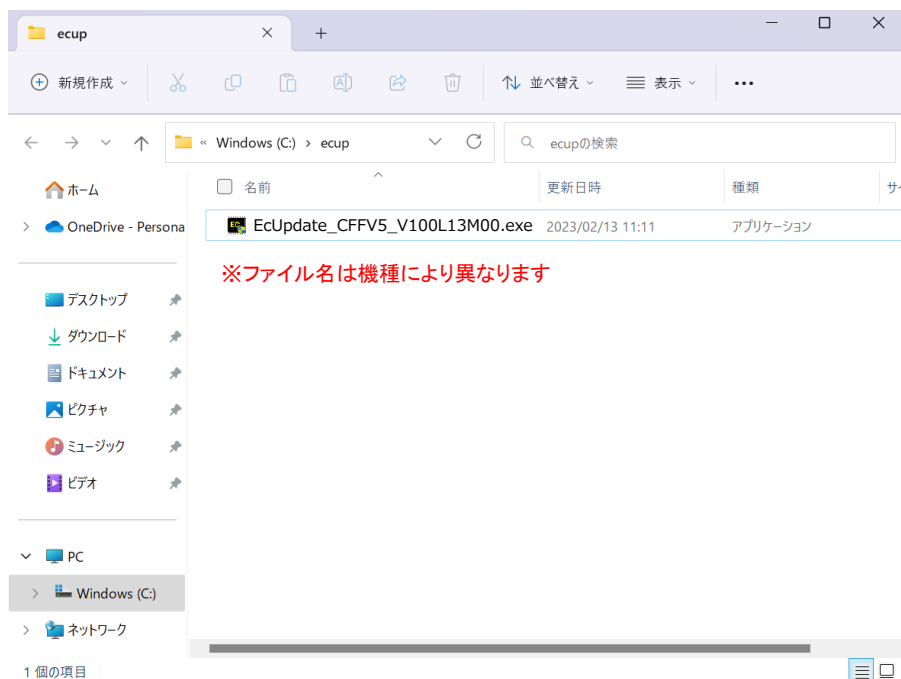 ecup
新規作成
並べ替え
表示
« Windows (C:) › ecup
ecupの検索
ホーム
OneDrive - Persona
デスクトップ
ダウンロード
ドキュメント
ピクチャ
ミュージック
ビデオ
PC
Windows (C:)
ネットワーク
名前 更新日時 種類 サイ
EcUpdate_CFFV5_V100L13M00.exe 2023/02/13 11:11 アプリケーション
※ファイル名は機種により異なります
1 個の項目